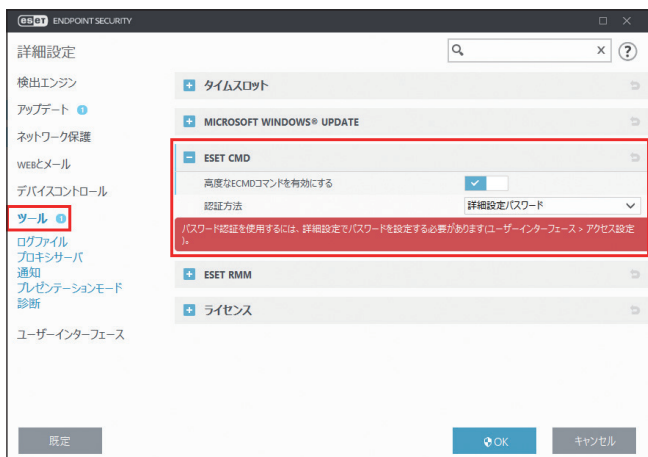 eset ENDPOINT SECURITY
詳細設定
検出エンジン
アップデート 1
ネットワーク保護
WEBとメール
デバイスコントロール
ツール 1
ログファイル
プロキシサーバ
通知
プレゼンテーションモード
診断
ユーザーインターフェース
タイムスロット
MICROSOFT WINDOWS® UPDATE
ESET CMD
高度なECMDコマンドを有効にする
認証方法 詳細設定パスワード
パスワード認証を使用するには、詳細設定でパスワードを設定する必要があります(ユーザーインターフェース > アクセス設定
)。
ESET RMM
ライセンス
既定
OK
キャンセル